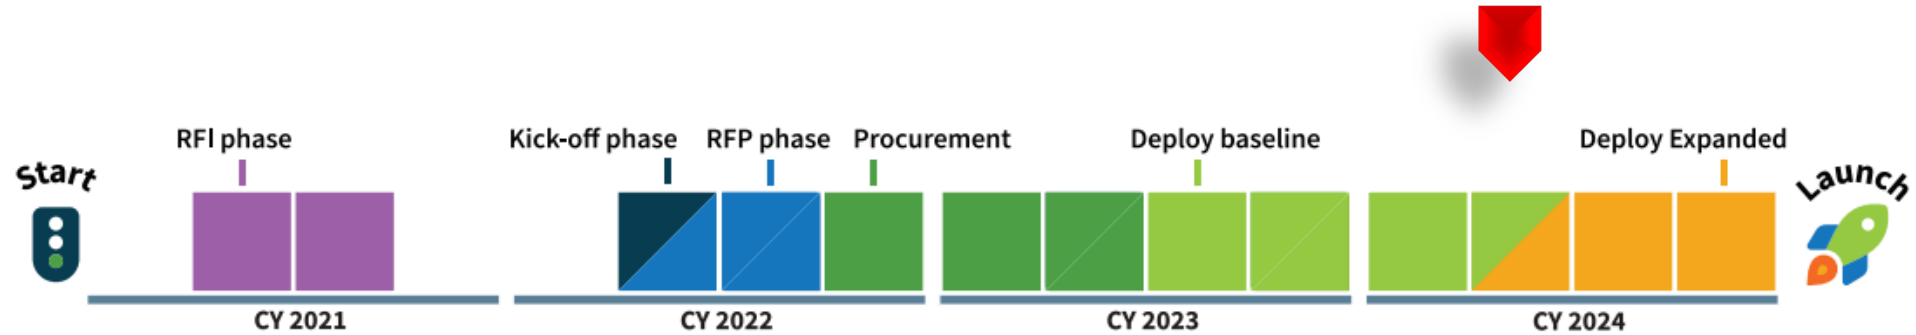 RFI phase
Kick-off phase
RFP phase
Procurement
Deploy baseline
Deploy Expanded
Start
Launch
CY 2021
CY 2022
CY 2023
CY 2024